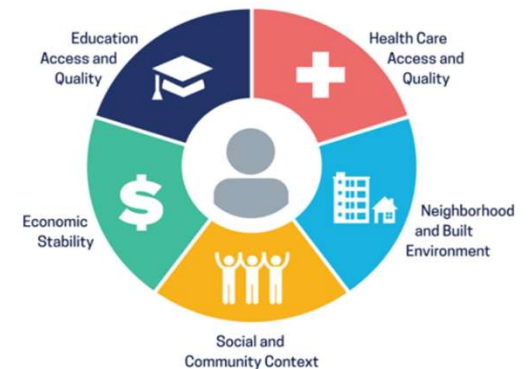 Education
Access and
Quality
Health Care
Access and
Quality
$
Economic
Stability
Neighborhood
and Built
Environment
Social and
Community Context